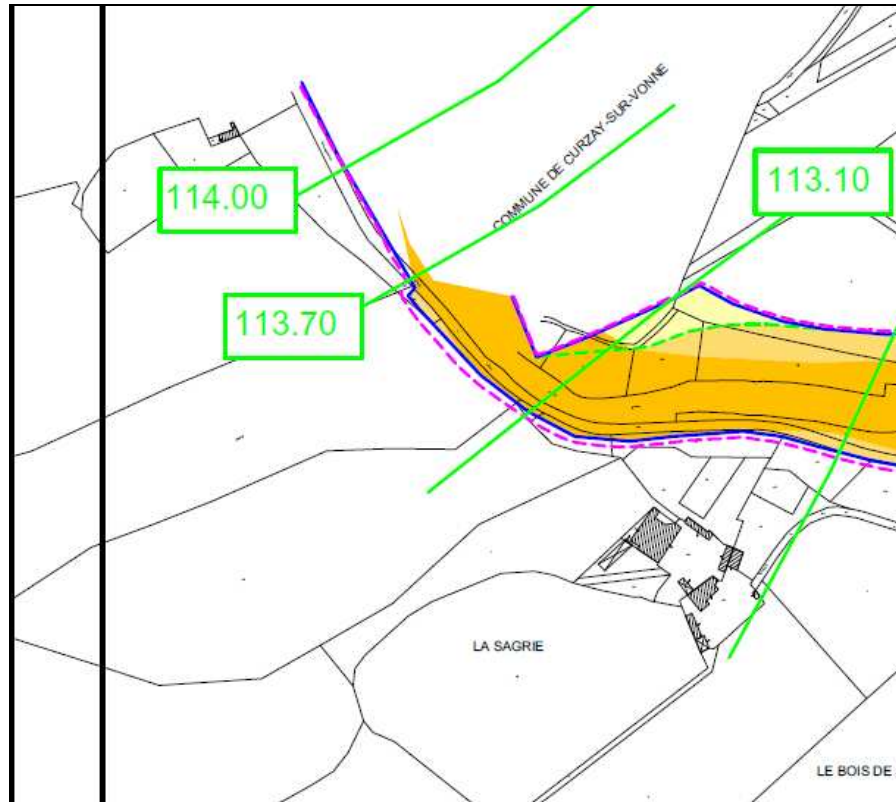 COMMUNE DE CURZAY-SUR-VONNE
113.10
114.00
113.70
LA SAGRIE
LE BOIS DE